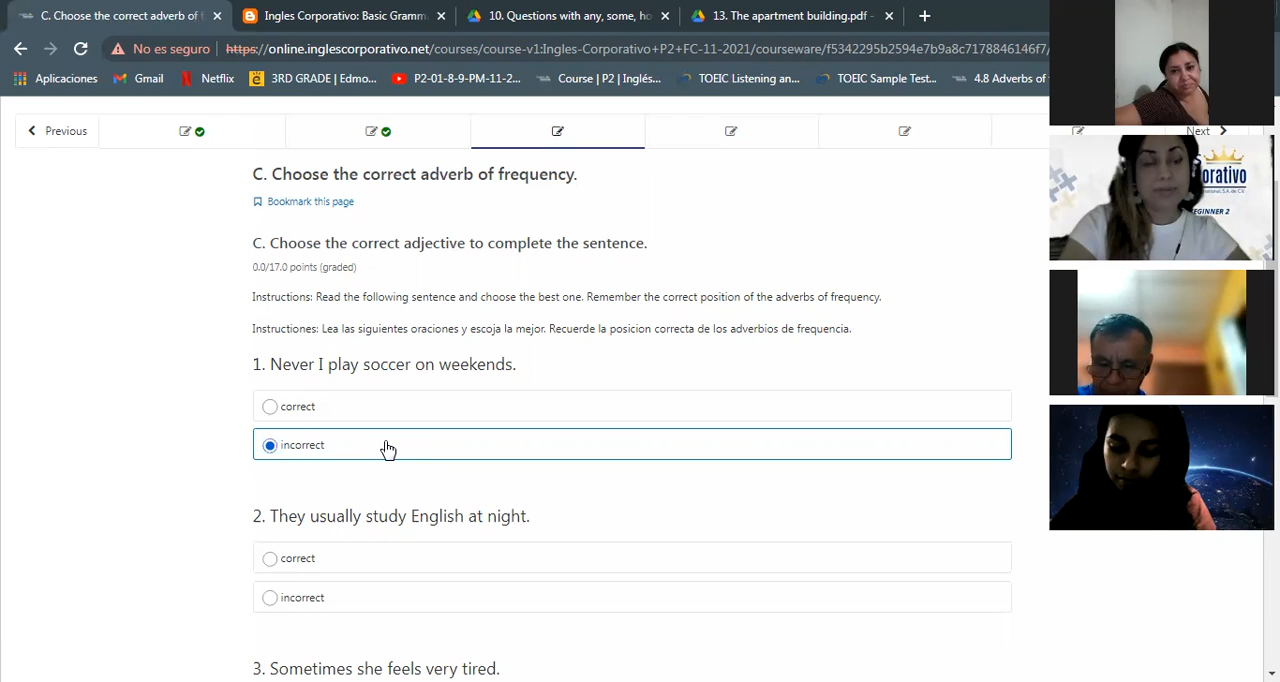 C. Choose the correct adverb of f
Ingles Corporativo: Basic Gramm
10. Questions with any, some, ho
13. The apartment building.pdf -
No es seguro
https://online.inglescorporativo.net/courses/course-v1:Ingles-Corporativo+P2+FC-11-2021/courseware/f5342295b2594e7b9a8c7178846146f7/
Aplicaciones
Gmail
Netflix
3RD GRADE | Edmo...
P2-01-8-9-PM-11-2...
Course | P2 | Inglés...
TOEIC Listening an...
TOEIC Sample Test...
4.8 Adverbs of
Previous
Next
C. Choose the correct adverb of frequency.
Bookmark this page
C. Choose the correct adjective to complete the sentence.
0.0/17.0 points (graded)
Instructions: Read the following sentence and choose the best one. Remember the correct position of the adverbs of frequency.
Instructiones: Lea las siguientes oraciones y escoja la mejor. Recuerde la posicion correcta de los adverbios de frequencia.
1. Never I play soccer on weekends.
correct
incorrect
2. They usually study English at night.
correct
incorrect
3. Sometimes she feels very tired.
orativo
EGINNER 2